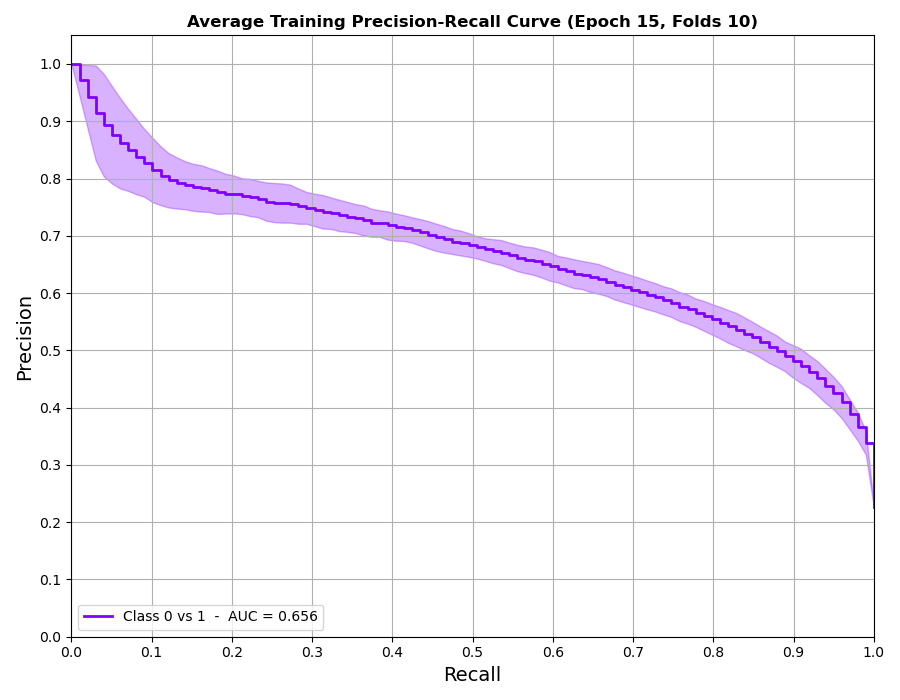 Average Training Precision-Recall Curve (Epoch 15, Folds 10)
Precision
1.0
0.9
0.8
0.7
0.6
0.5
0.4
0.3
0.2
0.1
0.0
Class 0 vs 1 - AUC = 0.656
0.0 0.1 0.2 0.3 0.4 0.5 0.6 0.7 0.8 0.9 1.0
Recall